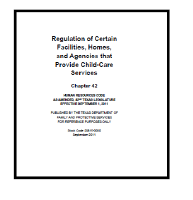 Regulation of Certain
Facilities, Homes,
and Agencies that
Provide Child-Care
Services
Chapter 42
HUMAN RESOURCES CODE
AS AMENDED, 82ND TEXAS LEGISLATURE
EFFECTIVE SEPTEMBER 1, 2011
PUBLISHED BY THE TEXAS DEPARTMENT OF
FAMILY AND PROTECTIVE SERVICES
FOR REFERENCE PURPOSES ONLY
Stock Code
September 2011